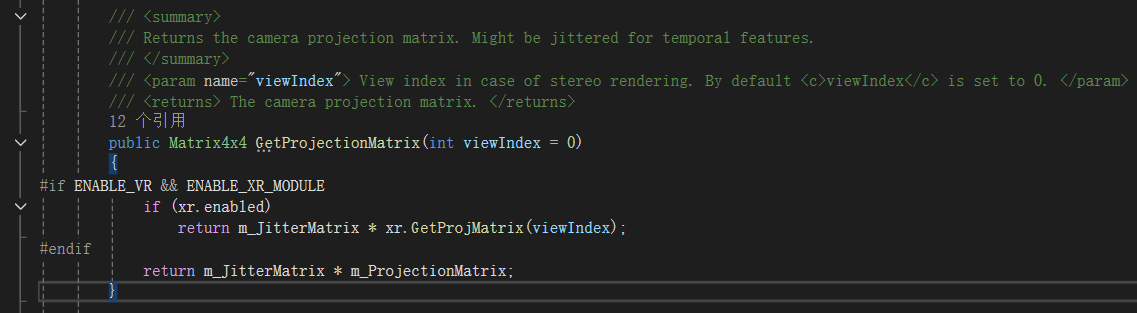 /// <summary>
/// Returns the camera projection matrix. Might be jittered for temporal features.
/// </summary>
/// <param name="viewIndex"> View index in case of stereo rendering. By default <c>viewIndex</c> is set to 0. </param>
/// <returns> The camera projection matrix. </returns>
12 个引用
public Matrix4x4 GetProjectionMatrix(int viewIndex = 0)
{
#if ENABLE_VR && ENABLE_XR_MODULE
if (xr.enabled)
return m_JitterMatrix * xr.GetProjMatrix(viewIndex);
#endif
return m_JitterMatrix * m_ProjectionMatrix;
}